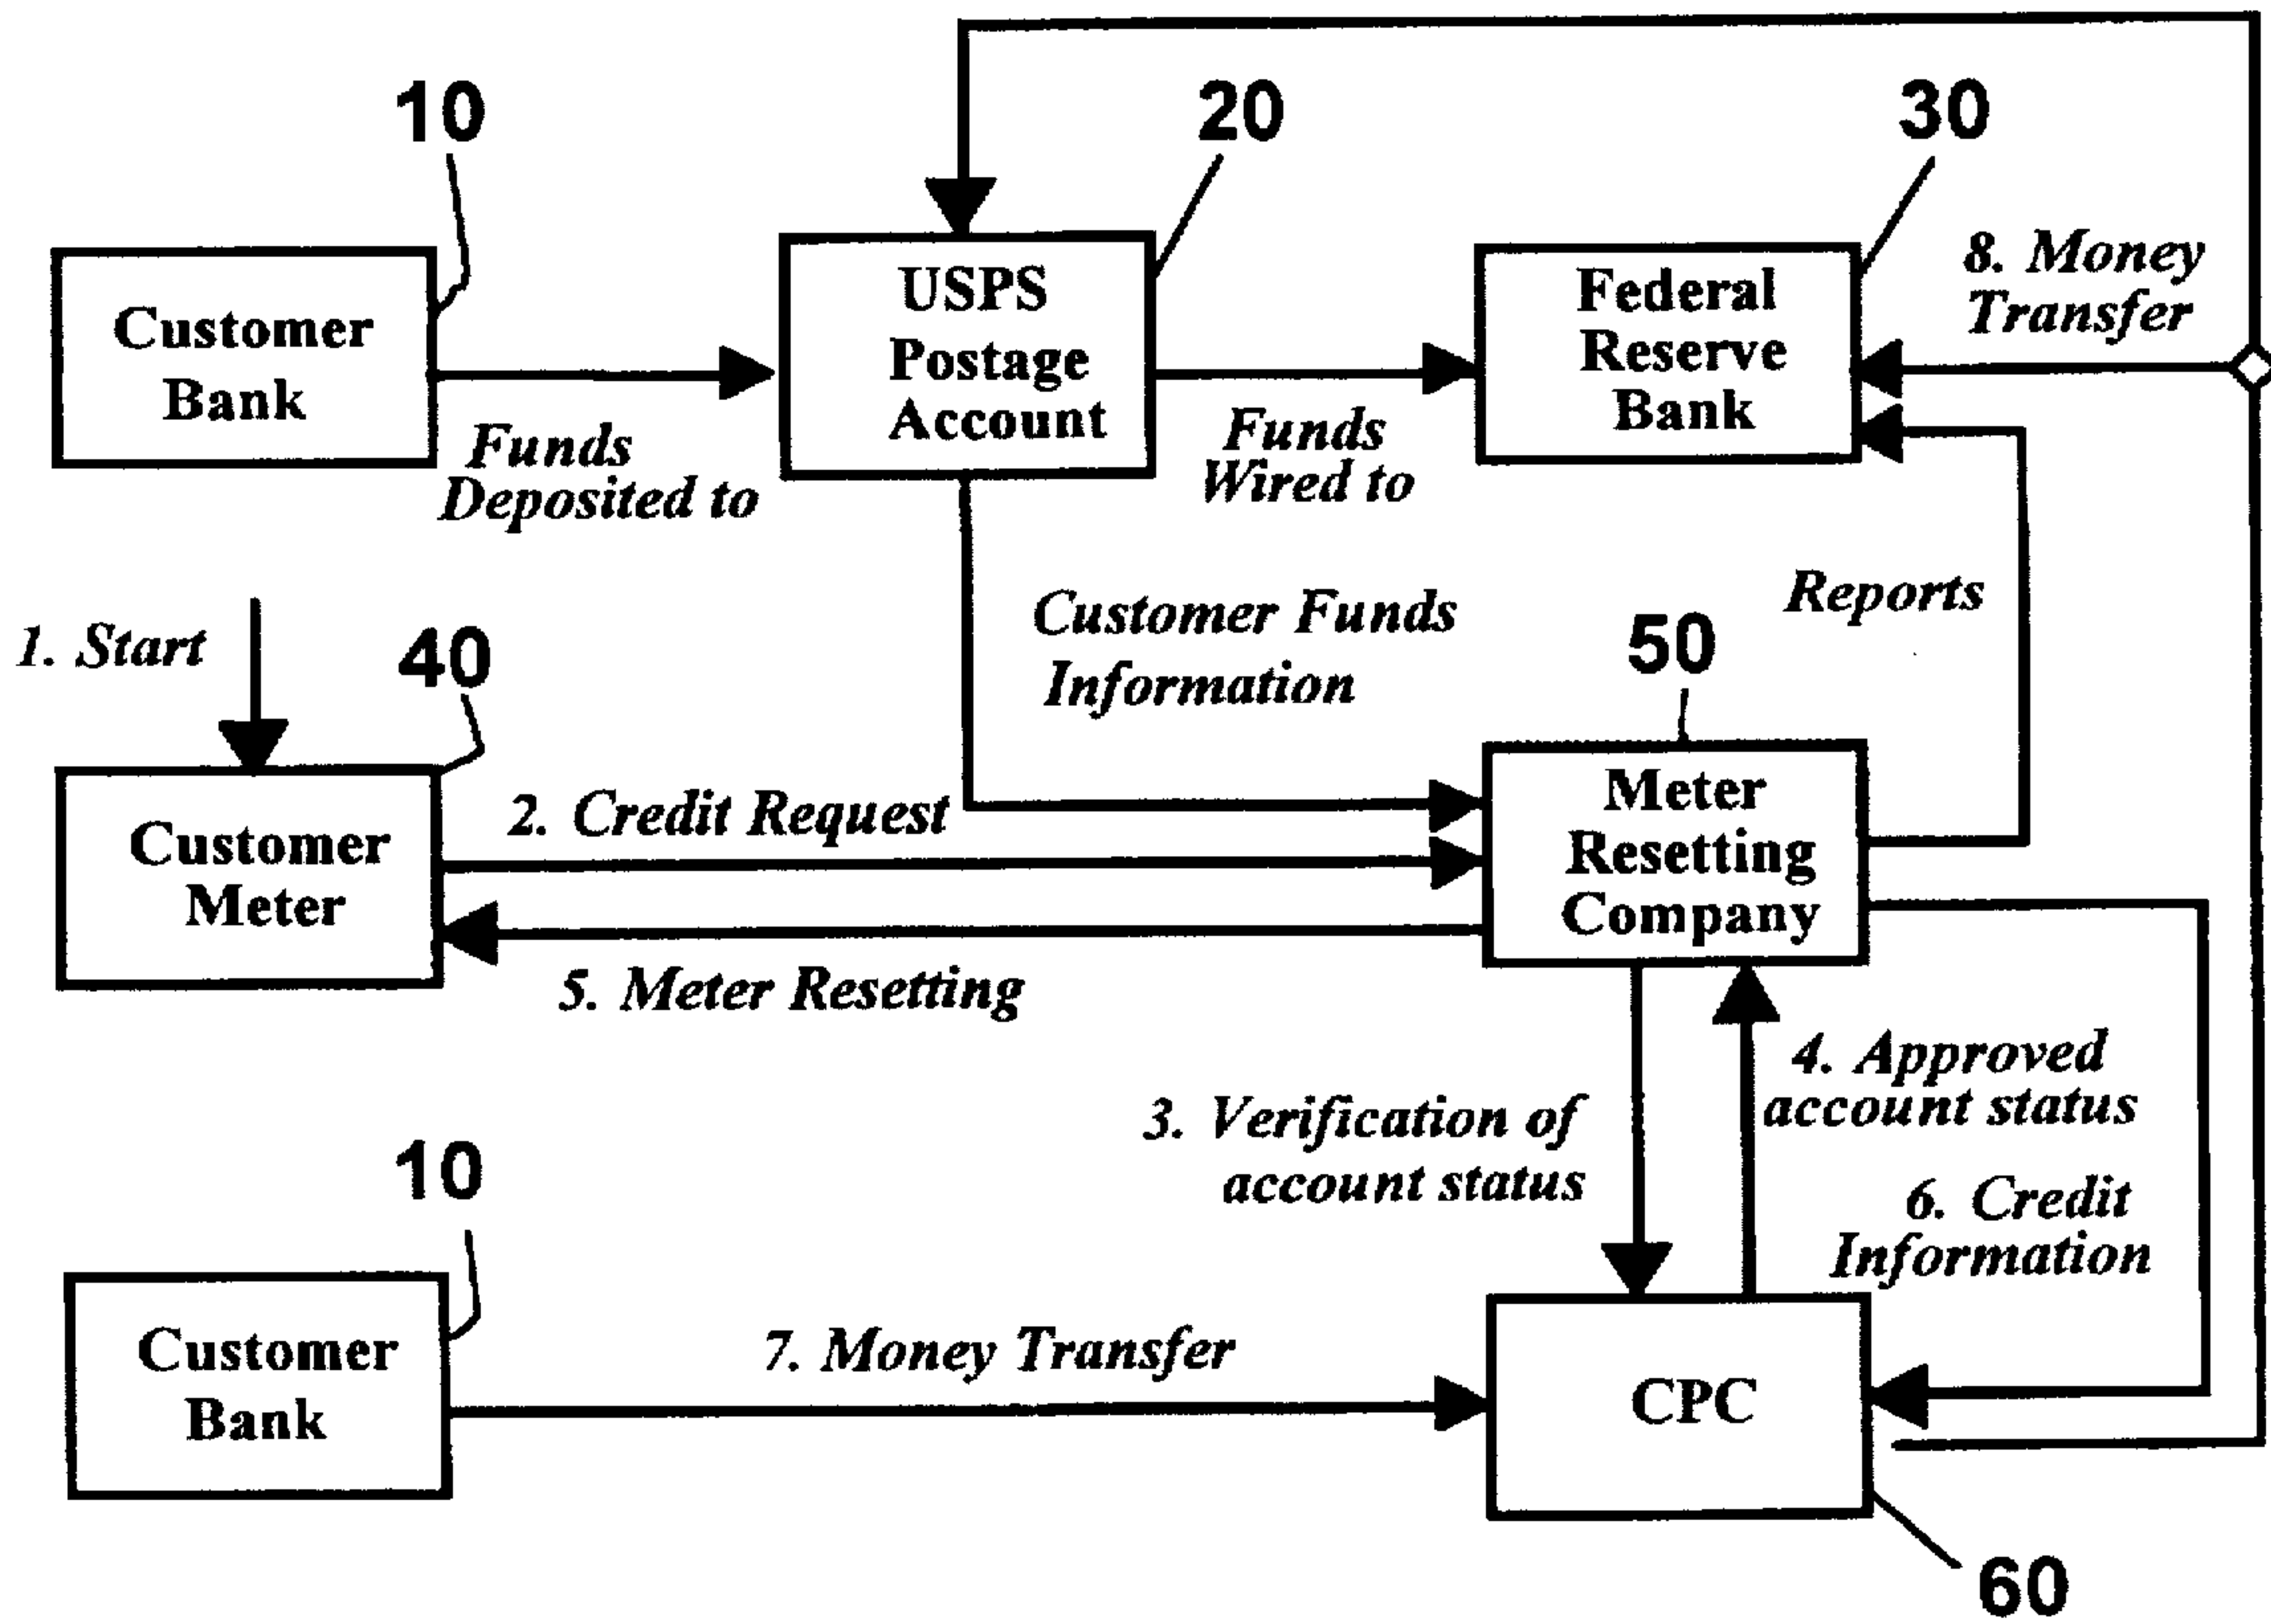 10
20
30
Customer
Bank
USPS
Postage
Account
Federal
Reserve
Bank
8. Money
Transfer
Funds
Deposited to
Funds
Wired to
1. Start
40
Customer Funds
Information
Reports
50
Customer
Meter
2. Credit Request
5. Meter Resetting
Meter
Resetting
Company
3. Verification of
account status
4. Approved
account status
6. Credit
Information
10
Customer
Bank
7. Money Transfer
CPC
60